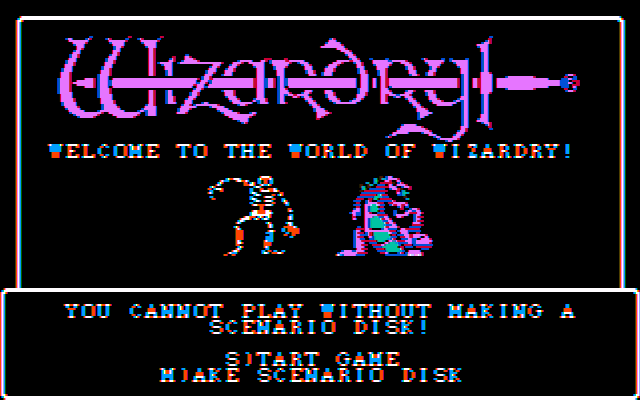 Wizardry®
WELCOME TO THE WORLD OF WIZARDRY!
YOU CANNOT PLAY WITHOUT MAKING A
SCENARIO DISK!
S)TART GAME
M)AKE SCENARIO DISK